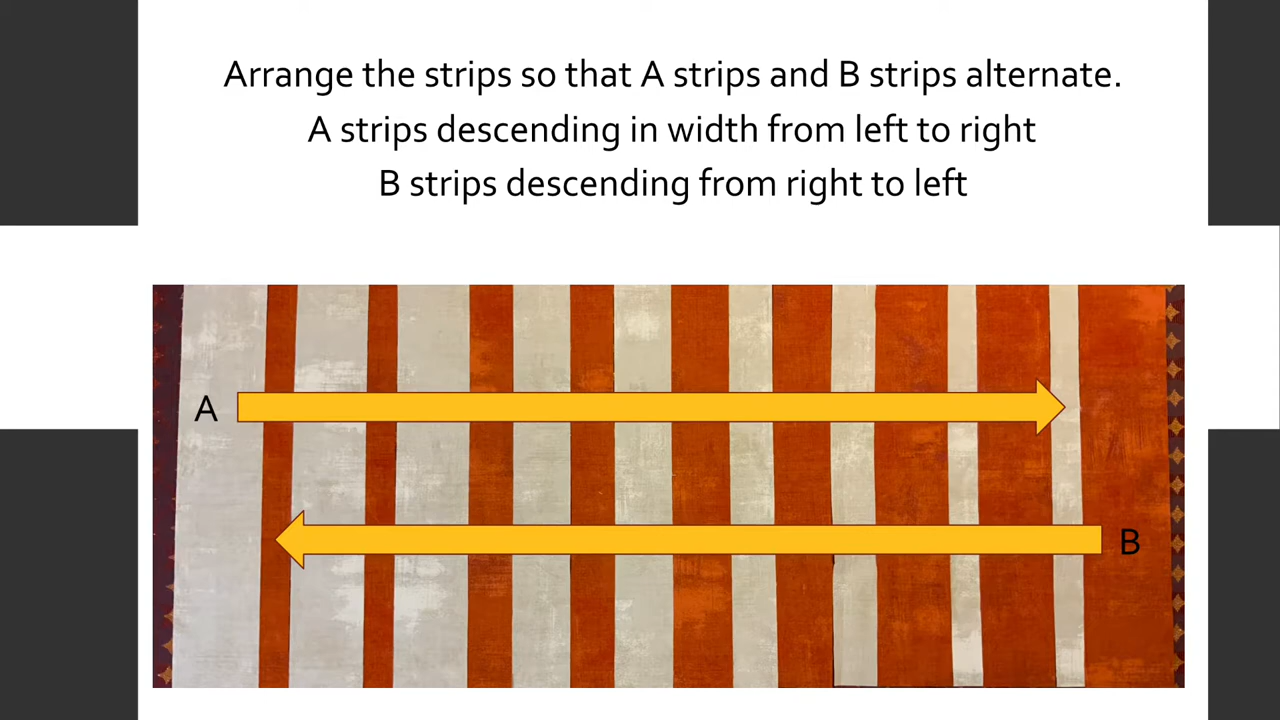 Arrange the strips so that A strips and B strips alternate.
A strips descending in width from left to right
B strips descending from right to left
A
B